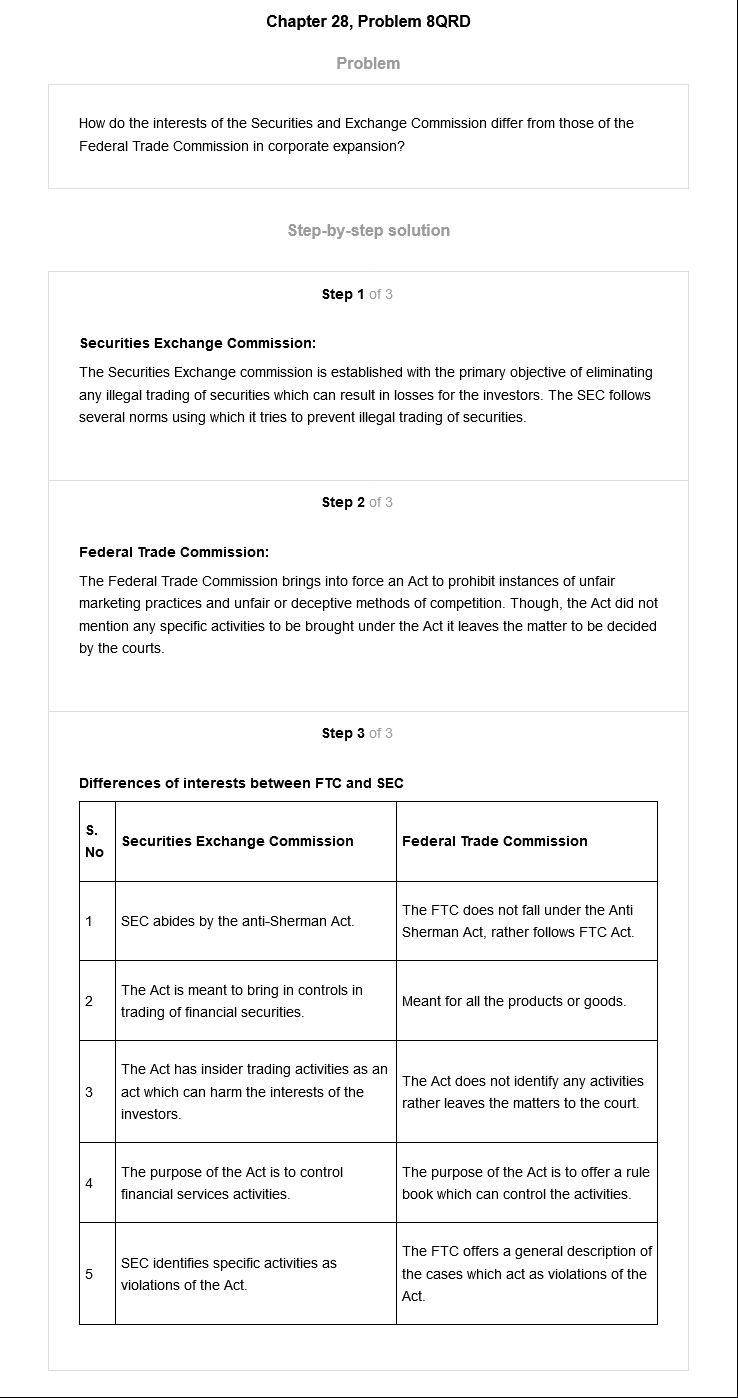 Chapter 28, Problem 8QRD
Problem
How do the interests of the Securities and Exchange Commission differ from those of the
Federal Trade Commission in corporate expansion?
Step-by-step solution
Step 1 of 3
Securities Exchange Commission:
The Securities Exchange commission is established with the primary objective of eliminating
any illegal trading of securities which can result in losses for the investors. The SEC follows
several norms using which it tries to prevent illegal trading of securities.
Step 2 of 3
Federal Trade Commission:
The Federal Trade Commission brings into force an Act to prohibit instances of unfair
marketing practices and unfair or deceptive methods of competition. Though, the Act did not
mention any specific activities to be brought under the Act it leaves the matter to be decided
by the courts.
Step 3 of 3
Differences of interests between FTC and SEC
S.
No
Securities Exchange Commission
Federal Trade Commission
1
SEC abides by the anti-Sherman Act.
The FTC does not fall under the Anti
Sherman Act, rather follows FTC Act.
2
The Act is meant to bring in controls in
trading of financial securities.
Meant for all the products or goods.
3
The Act has insider trading activities as an
act which can harm the interests of the
investors.
The Act does not identify any activities
rather leaves the matters to the court.
4
The purpose of the Act is to control
financial services activities.
The purpose of the Act is to offer a rule
book which can control the activities.
5
SEC identifies specific activities as
violations of the Act.
The FTC offers a general description of
the cases which act as violations of the
Act.